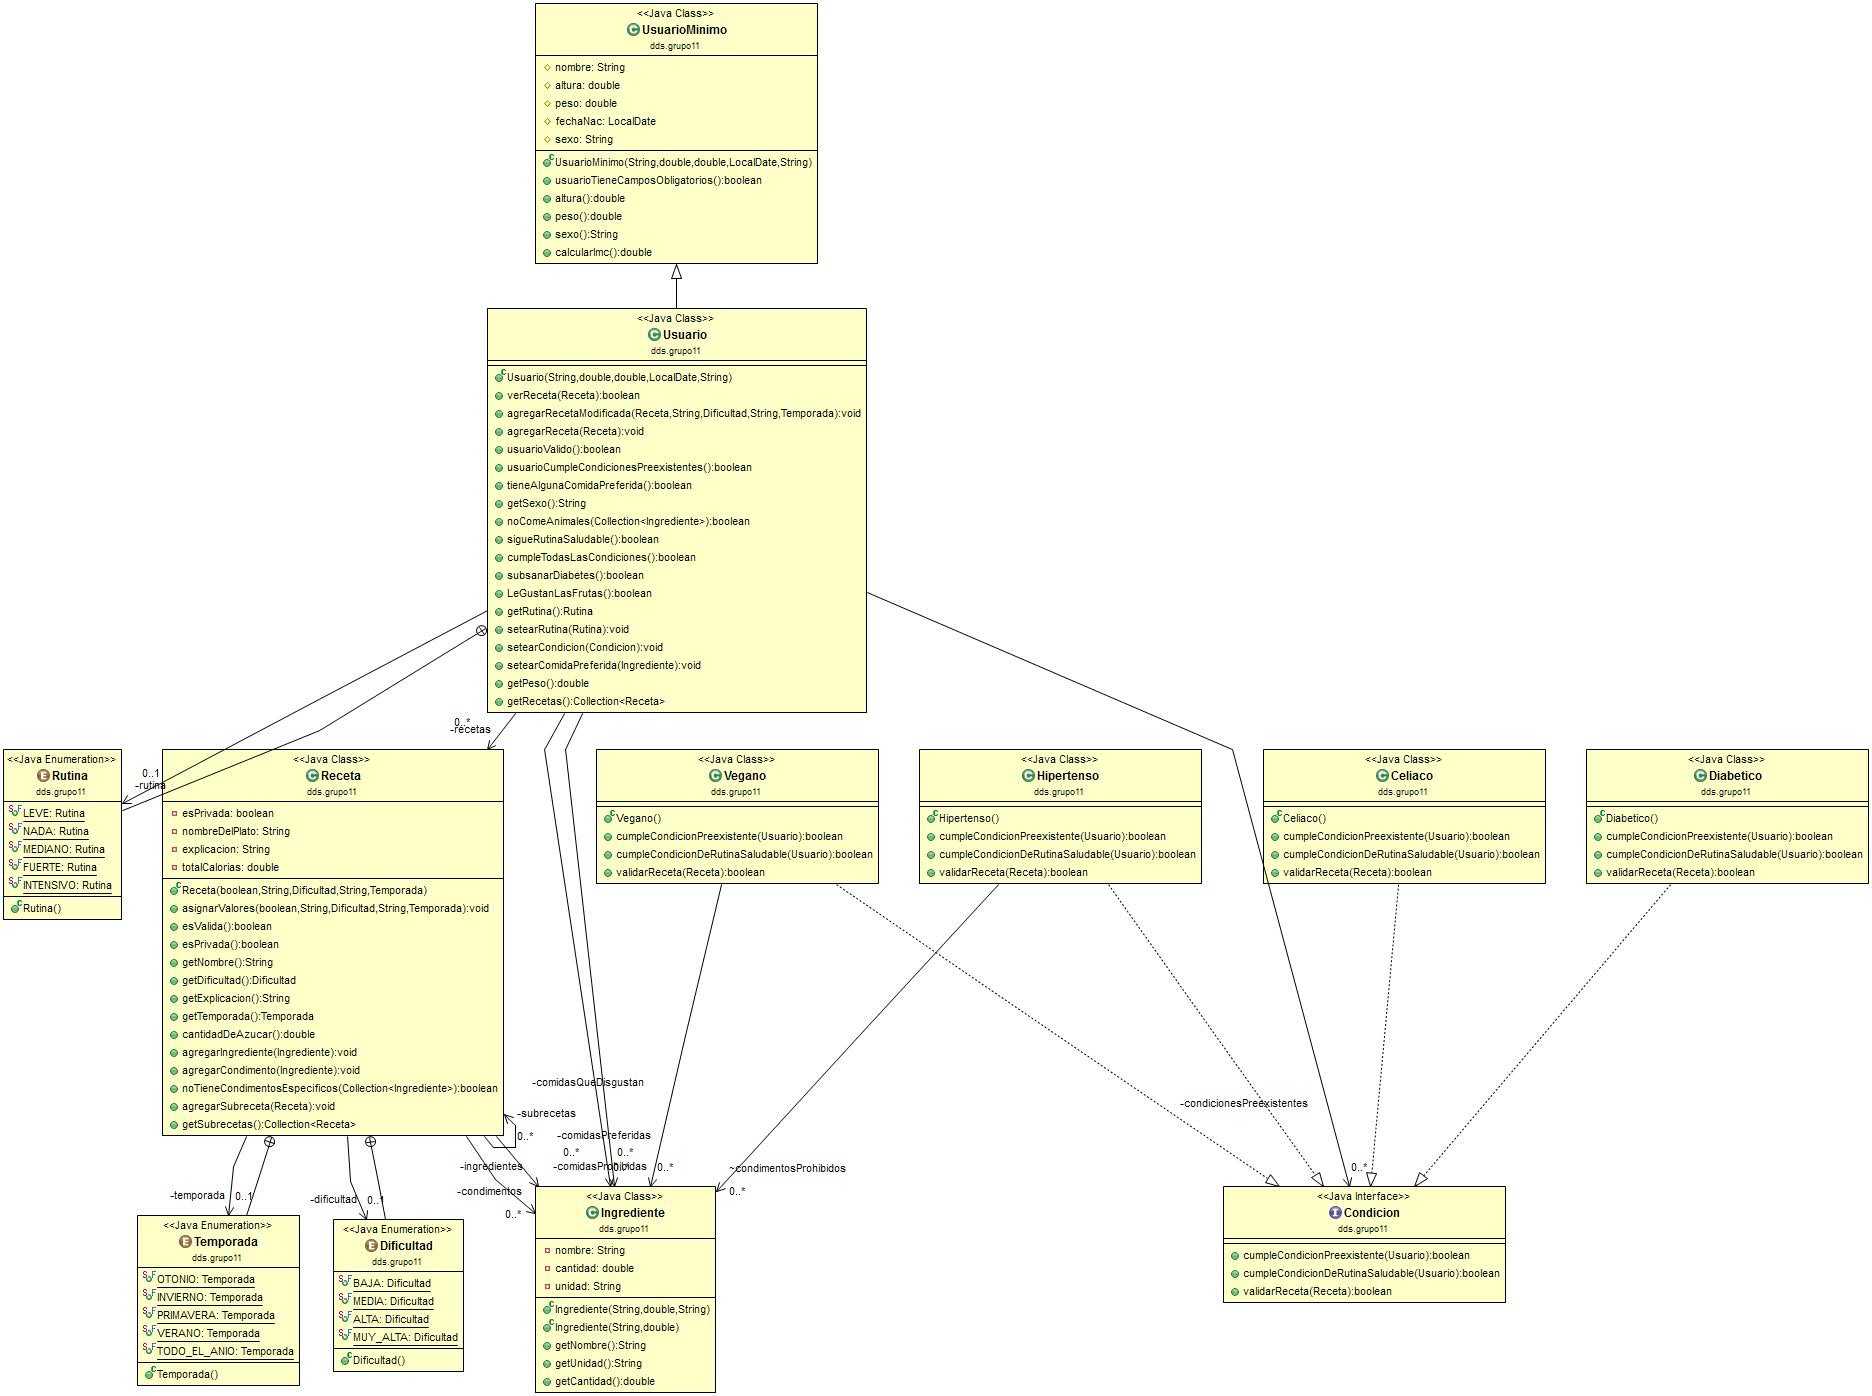 <<Java Class>>
UsuarioMinimo
dds.grupo11
nombre: String
altura: double
peso: double
fechaNac: LocalDate
sexo: String
UsuarioMinimo(String,double,double,LocalDate,String)
usuarioTieneCamposObligatorios():boolean
altura():double
peso():double
sexo():String
calcularImc():double
<<Java Class>>
Usuario
dds.grupo11
Usuario(String,double,double,LocalDate,String)
verReceta(Receta):boolean
agregarRecetaModificada(Receta,String,Dificultad,String,Temporada):void
agregarReceta(Receta):void
usuarioValido():boolean
usuarioCumpleCondicionesPreexistentes():boolean
tieneAlgunaComidaPreferida():boolean
getSexo():String
noComeAnimales(Collection<Ingrediente>):boolean
sigueRutinaSaludable():boolean
cumpleTodasLasCondiciones():boolean
subsanarDiabetes():boolean
LeGustanLasFrutas():boolean
getRutina():Rutina
setearRutina(Rutina):void
setearCondicion(Condicion):void
setearComidaPreferida(Ingrediente):void
getPeso():double
getRecetas():Collection<Receta>
0..*
-recetas
0..1
-rutina
<<Java Enumeration>>
Rutina
dds.grupo11
LEVE: Rutina
NADA: Rutina
MEDIANO: Rutina
FUERTE: Rutina
INTENSIVO: Rutina
Rutina()
<<Java Class>>
Receta
dds.grupo11
esPrivada: boolean
nombreDelPlato: String
explicacion: String
totalCalorias: double
Receta(boolean,String,Dificultad,String,Temporada)
asignarValores(boolean,String,Dificultad,String,Temporada):void
esValida():boolean
esPrivada():boolean
getNombre():String
getDificultad():Dificultad
getExplicacion():String
getTemporada():Temporada
cantidadDeAzucar():double
agregarIngrediente(Ingrediente):void
agregarCondimento(Ingrediente):void
noTieneCondimentosEspecificos(Collection<Ingrediente>):boolean
agregarSubreceta(Receta):void
getSubrecetas():Collection<Receta>
<<Java Class>>
Vegano
dds.grupo11
Vegano()
cumpleCondicionPreexistente(Usuario):boolean
cumpleCondicionDeRutinaSaludable(Usuario):boolean
validarReceta(Receta):boolean
<<Java Class>>
Hipertenso
dds.grupo11
Hipertenso()
cumpleCondicionPreexistente(Usuario):boolean
cumpleCondicionDeRutinaSaludable(Usuario):boolean
validarReceta(Receta):boolean
<<Java Class>>
Celiaco
dds.grupo11
Celiaco()
cumpleCondicionPreexistente(Usuario):boolean
cumpleCondicionDeRutinaSaludable(Usuario):boolean
validarReceta(Receta):boolean
<<Java Class>>
Diabetico
dds.grupo11
Diabetico()
cumpleCondicionPreexistente(Usuario):boolean
cumpleCondicionDeRutinaSaludable(Usuario):boolean
validarReceta(Receta):boolean
-comidasQueDisgustan
-condicionesPreexistentes
-subrecetas
0..*
-comidasPreferidas
0..*
0..*
-ingredientes
-comidasProhibidas
0..*
~condimentosProhibidos
0..*
0..*
-condimentos
0..*
-temporada
0..1
-dificultad
0..1
<<Java Enumeration>>
Temporada
dds.grupo11
OTONIO: Temporada
INVIERNO: Temporada
PRIMAVERA: Temporada
VERANO: Temporada
TODO_EL_ANIO: Temporada
Temporada()
<<Java Enumeration>>
Dificultad
dds.grupo11
BAJA: Dificultad
MEDIA: Dificultad
ALTA: Dificultad
MUY_ALTA: Dificultad
Dificultad()
<<Java Class>>
Ingrediente
dds.grupo11
nombre: String
cantidad: double
unidad: String
Ingrediente(String,double,String)
Ingrediente(String,double)
getNombre():String
getUnidad():String
getCantidad():double
<<Java Interface>>
Condicion
dds.grupo11
cumpleCondicionPreexistente(Usuario):boolean
cumpleCondicionDeRutinaSaludable(Usuario):boolean
validarReceta(Receta):boolean